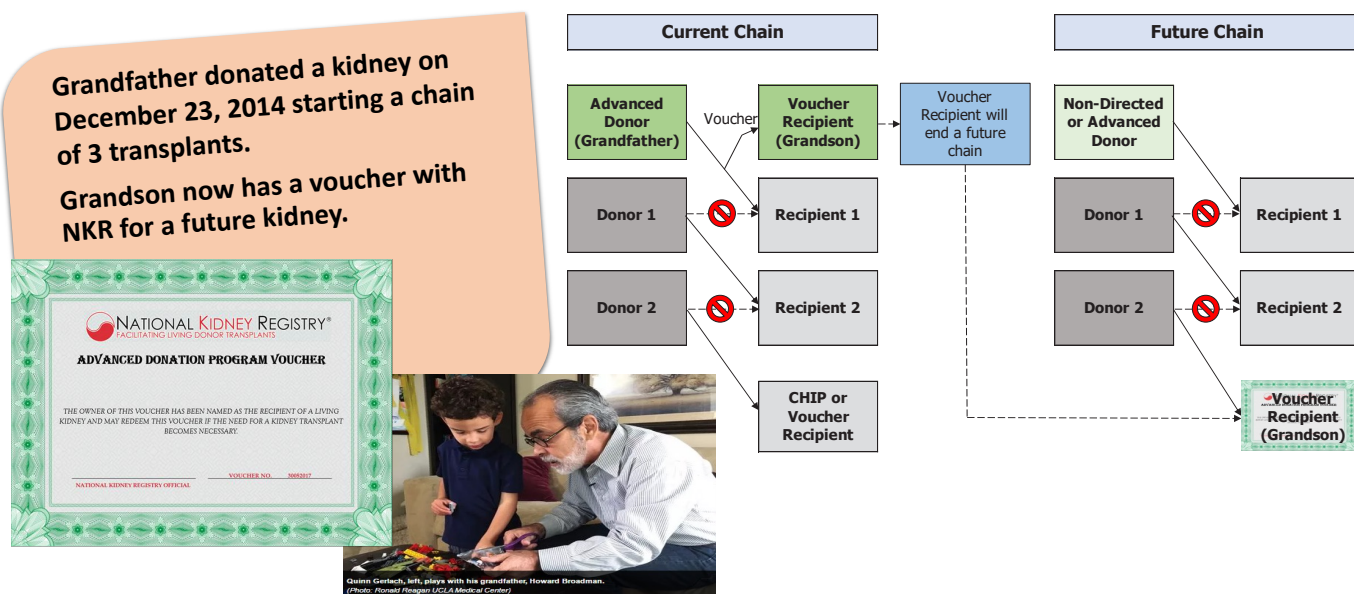 Grandfather donated a kidney on
December 23, 2014 starting a chain
of 3 transplants.
Grandson now has a voucher with
NKR for a future kidney.
NATIONAL KIDNEY REGISTRY®
FACILITATING LIVING DONOR TRANSPLANTS
ADVANCED DONATION PROGRAM VOUCHER
THE OWNER OF THIS VOUCHER HAS BEEN NAMED AS THE RECIPIENT OF A LIVING
KIDNEY AND MAY REDEEM THIS VOUCHER IF THE NEED FOR A KIDNEY TRANSPLANT
BECOMES NECESSARY.
VOUCHER NO. 30052017
NATIONAL KIDNEY REGISTRY OFFICIAL
Quinn Gerlach, left, plays with his grandfather, Howard Broadman.
(Photo: Ronald Reagan UCLA Medical Center)
Current Chain
Advanced
Donor
(Grandfather)
Voucher
Voucher
Recipient
(Grandson)
Voucher
Recipient will
end a future
chain
Donor 1
Recipient 1
Donor 2
Recipient 2
CHIP or
Voucher
Recipient
Future Chain
Non-Directed
or Advanced
Donor
Donor 1
Recipient 1
Donor 2
Recipient 2
Voucher
Recipient
(Grandson)